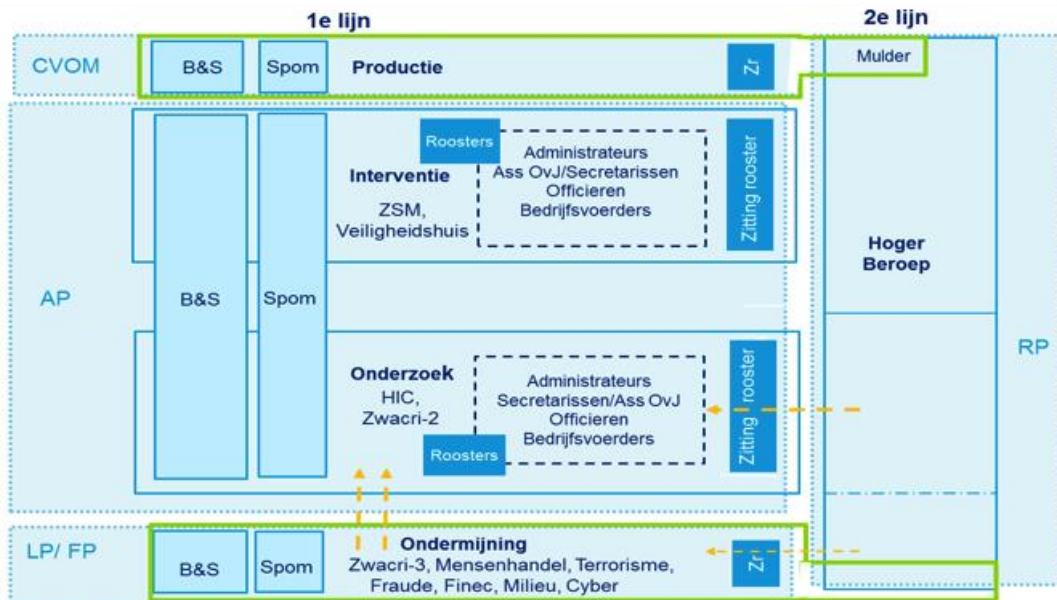 1e lijn
2e lijn
CVOM
B&S
Spom
Productie
Zr
Mulder
AP
B&S
Spom
Roosters
Interventie
ZSM,
Veiligheidshuis
Administrateurs
Ass OvJ/Secretarissen
Officieren
Bedrijfsvoerders
Zitting rooster
Hoger
Beroep
RP
Onderzoek
HIC,
Zwacri-2
Roosters
Administrateurs
Secretarissen/Ass OvJ
Officieren
Bedrijfsvoerders
Zitting rooster
LP/ FP
B&S
Spom
Ondermijning
Zwacri-3, Mensenhandel, Terrorisme,
Fraude, Finec, Milieu, Cyber
Zr